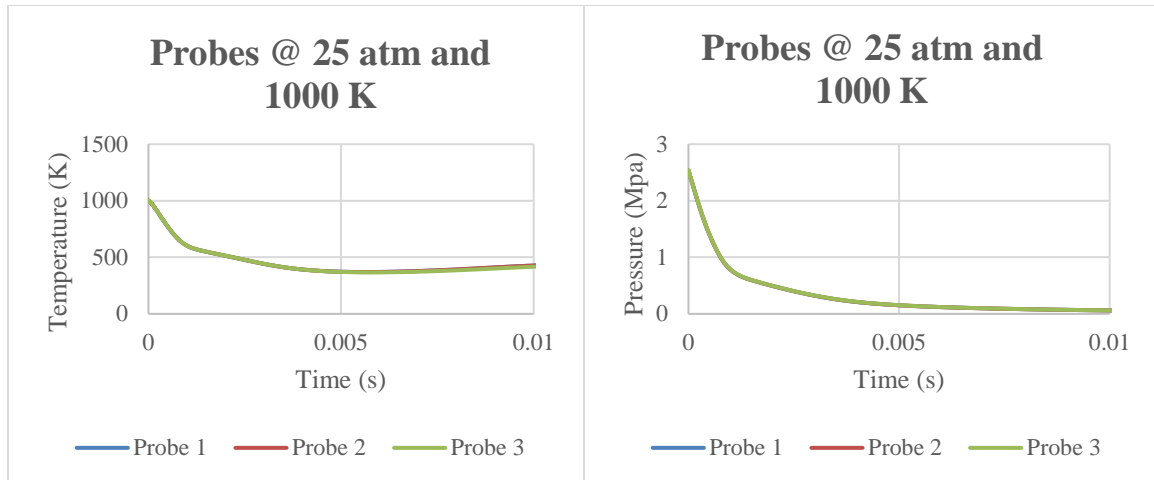 Probes @ 25 atm and
1000 K
Temperature (K)
1500
1000
500
0
0
0.005
0.01
Time (s)
Probe 1
Probe 2
Probe 3
Probes @ 25 atm and
1000 K
Pressure (Mpa)
3
2
1
0
0
0.005
0.01
Time (s)
Probe 1
Probe 2
Probe 3